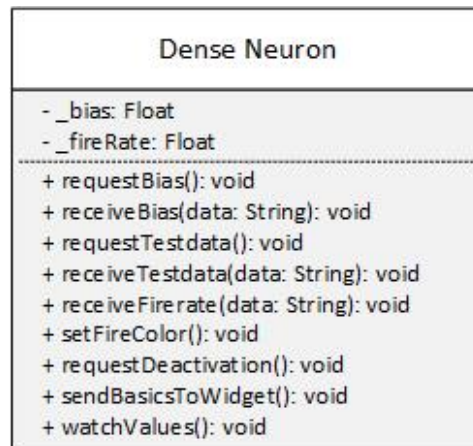 Dense Neuron
- _bias: Float
- _fireRate: Float
+ requestBias(): void
+ receiveBias(data: String): void
+ requestTestdata(): void
+ receiveTestdata(data: String): void
+ receiveFirerate(data: String): void
+ setFireColor(): void
+ requestDeactivation(): void
+ sendBasicsToWidget(): void
+ watchValues(): void